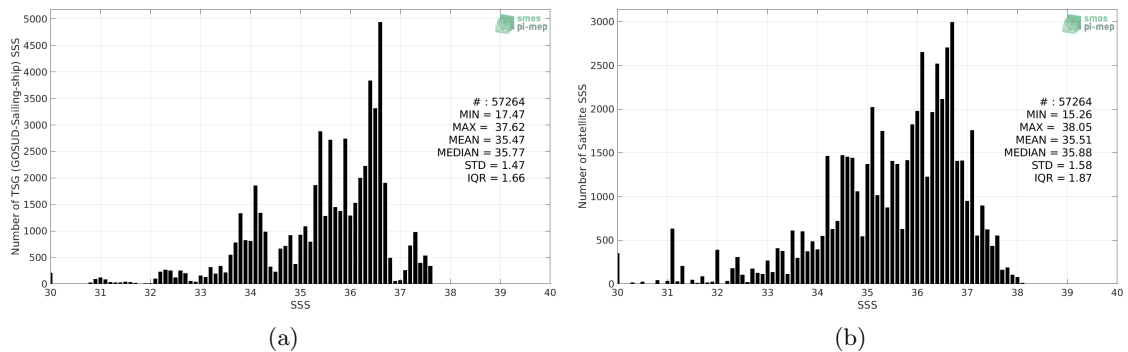 smos
pi-mep
5000
4500
4000
3500
3000
2500
2000
1500
1000
500
0
Number of TSG (GOSUD-Sailing-ship) SSS
# : 57264
MIN = 17.47
MAX =  37.62
MEAN = 35.47
MEDIAN = 35.77
STD = 1.47
IQR = 1.66
30 31 32 33 34 35 36 37 38 39 40
SSS
(a)
smos
pi-mep
3000
2500
2000
1500
1000
500
0
Number of Satellite SSS
# : 57264
MIN = 15.26
MAX =  38.05
MEAN = 35.51
MEDIAN = 35.88
STD = 1.58
IQR = 1.87
30 31 32 33 34 35 36 37 38 39 40
SSS
(b)